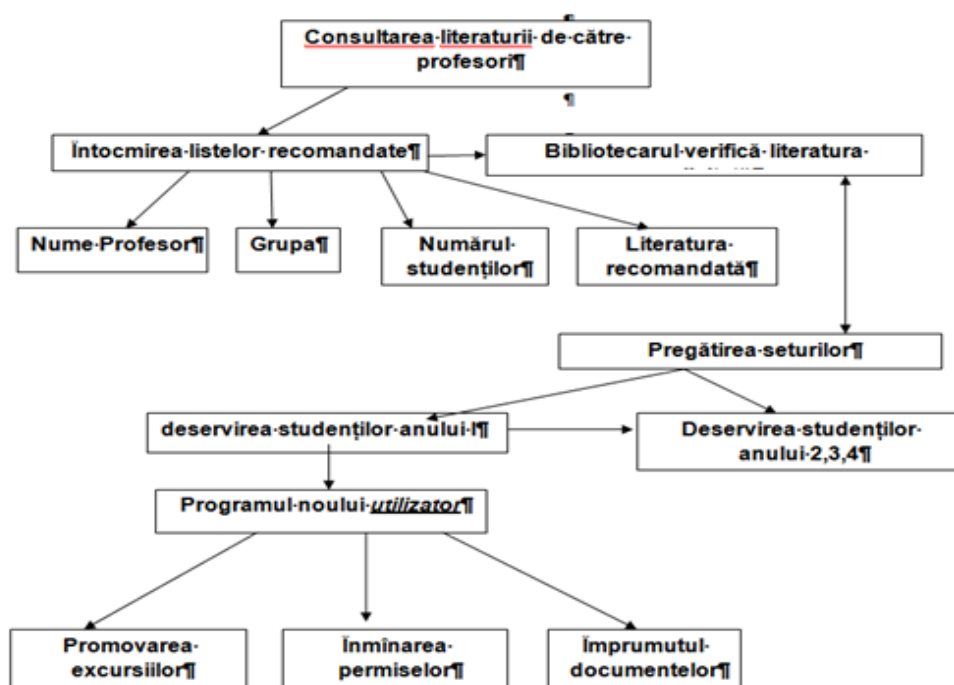 Consultarea literaturii de către
profesori¶
¶
¶
Întocmirea listelor recomandate¶
Bibliotecarul verifică literatura
Nume Profesor¶
Grupa¶
Numărul
studenților¶
Literatura
recomandată¶
Pregătirea seturilor¶
deservirea studenților anului I¶
Deservirea studenților
anului 2,3,4¶
Programul noului utilizator¶
Promovarea
excursiilor¶
Înmînarea
permiselor¶
Împrumutul
documentelor¶